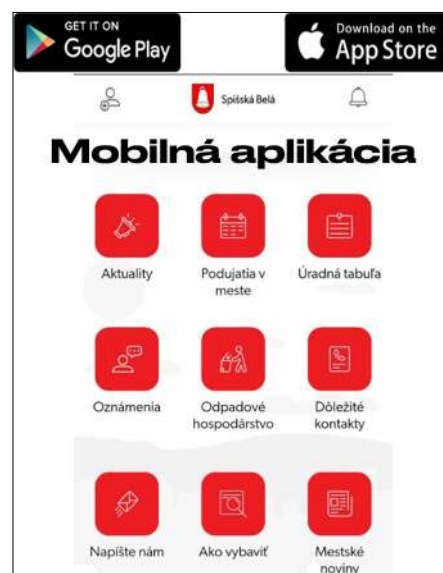 GET IT ON
Google Play
Download on the
App Store
Spišská Belá
Mobilná aplikácia
Aktuality
Podujatia v
meste
Úradná tabuľa
Oznámenia
Odpadové
hospodárstvo
Dôležité
kontakty
Napíšte nám
Ako vybaviť
Mestské
noviny